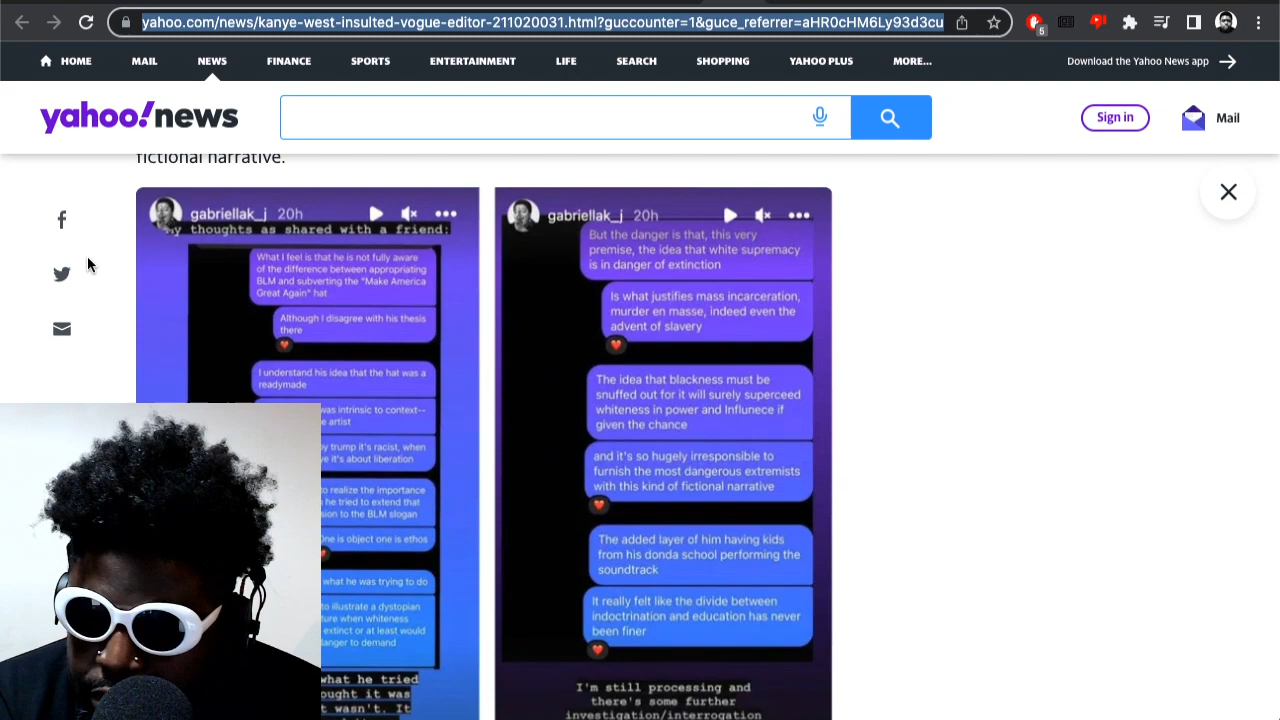 yahoo.com/news/kanye-west-insulted-vogue-editor-211020031.html?guccounter=1&guce_referrer=aHR0cHM6Ly93d3cu
5
HOME MAIL NEWS FINANCE SPORTS ENTERTAINMENT LIFE SEARCH SHOPPING YAHOO PLUS MORE... Download the Yahoo News app
yahoo!news
Sign in
Mail
fictional narrative.
gabriellak_j 20h
y thoughts as shared with a friend:
What I feel is that he is not fully aware
of the difference between appropriating
BLM and subverting the "Make America
Great Again" hat
Although I disagree with his thesis
there
I understand his idea that the hat was a
readymade
was intrinsic to context--
e artist
y trump it's racist, when
e it's about liberation
o realize the importance
he tried to extend that
sion to the BLM slogan
One is object one is ethos
what he was trying to do
to illustrate a dystopian
ture when whiteness
extinct or at least would
langer to demand
what he tried
ought it was
t wasn't. It
gabriellak_j 20h
But the danger is that, this very
premise, the idea that white supremacy
is in danger of extinction
Is what justifies mass incarceration,
murder en masse, indeed even the
advent of slavery
The idea that blackness must be
snuffed out for it will surely superceed
whiteness in power and Influnece if
given the chance
and it's so hugely irresponsible to
furnish the most dangerous extremists
with this kind of fictional narrative
The added layer of him having kids
from his donda school performing the
soundtrack
It really felt like the divide between
indoctrination and education has never
been finer
I'm still processing and
there's some further
investigation/interrogation